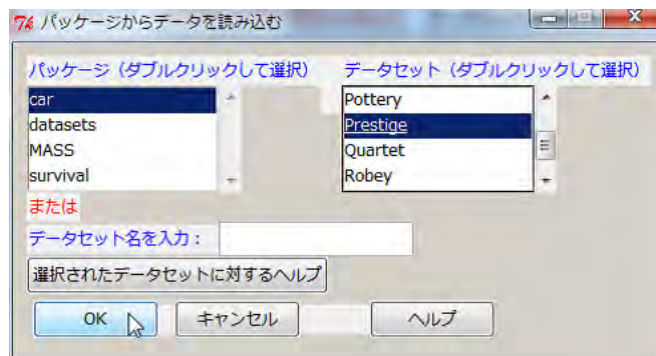 パッケージからデータを読み込む
パッケージ（ダブルクリックして選択）
car
datasets
MASS
survival
データセット（ダブルクリックして選択）
Pottery
Prestige
Quartet
Robey
または
データセット名を入力：
選択されたデータセットに対するヘルプ
OK キャンセル ヘルプ